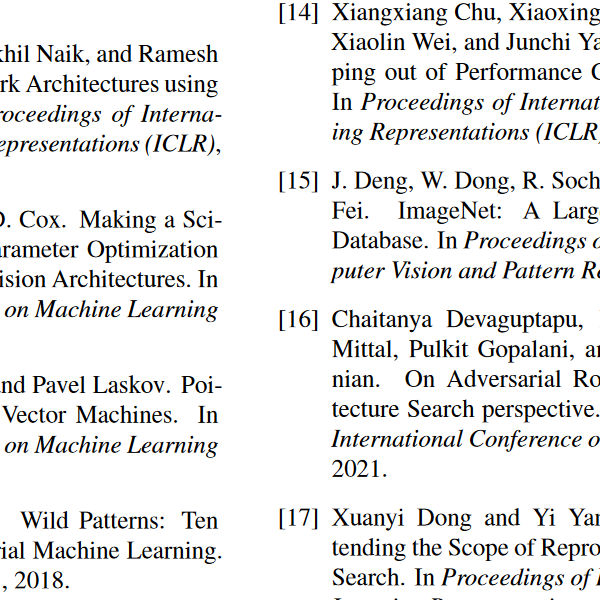 khil Naik, and Ramesh
rk Architectures using
roceedings of Interna-
epresentations (ICLR),
D. Cox. Making a Sci-
arameter Optimization
ision Architectures. In
on Machine Learning
and Pavel Laskov. Poi-
Vector Machines. In
on Machine Learning
Wild Patterns: Ten
rial Machine Learning.
, 2018.
[14] Xiangxiang Chu, Xiaoxing
Xiaolin Wei, and Junchi Ya
ping out of Performance C
In Proceedings of Internat
ing Representations (ICLR)
[15] J. Deng, W. Dong, R. Soch
Fei. ImageNet: A Larg
Database. In Proceedings o
puter Vision and Pattern Re
[16] Chaitanya Devaguptapu,
Mittal, Pulkit Gopalani, an
nian. On Adversarial Ro
tecture Search perspective.
International Conference o
2021.
[17] Xuanyi Dong and Yi Yan
tending the Scope of Repro
Search. In Proceedings of